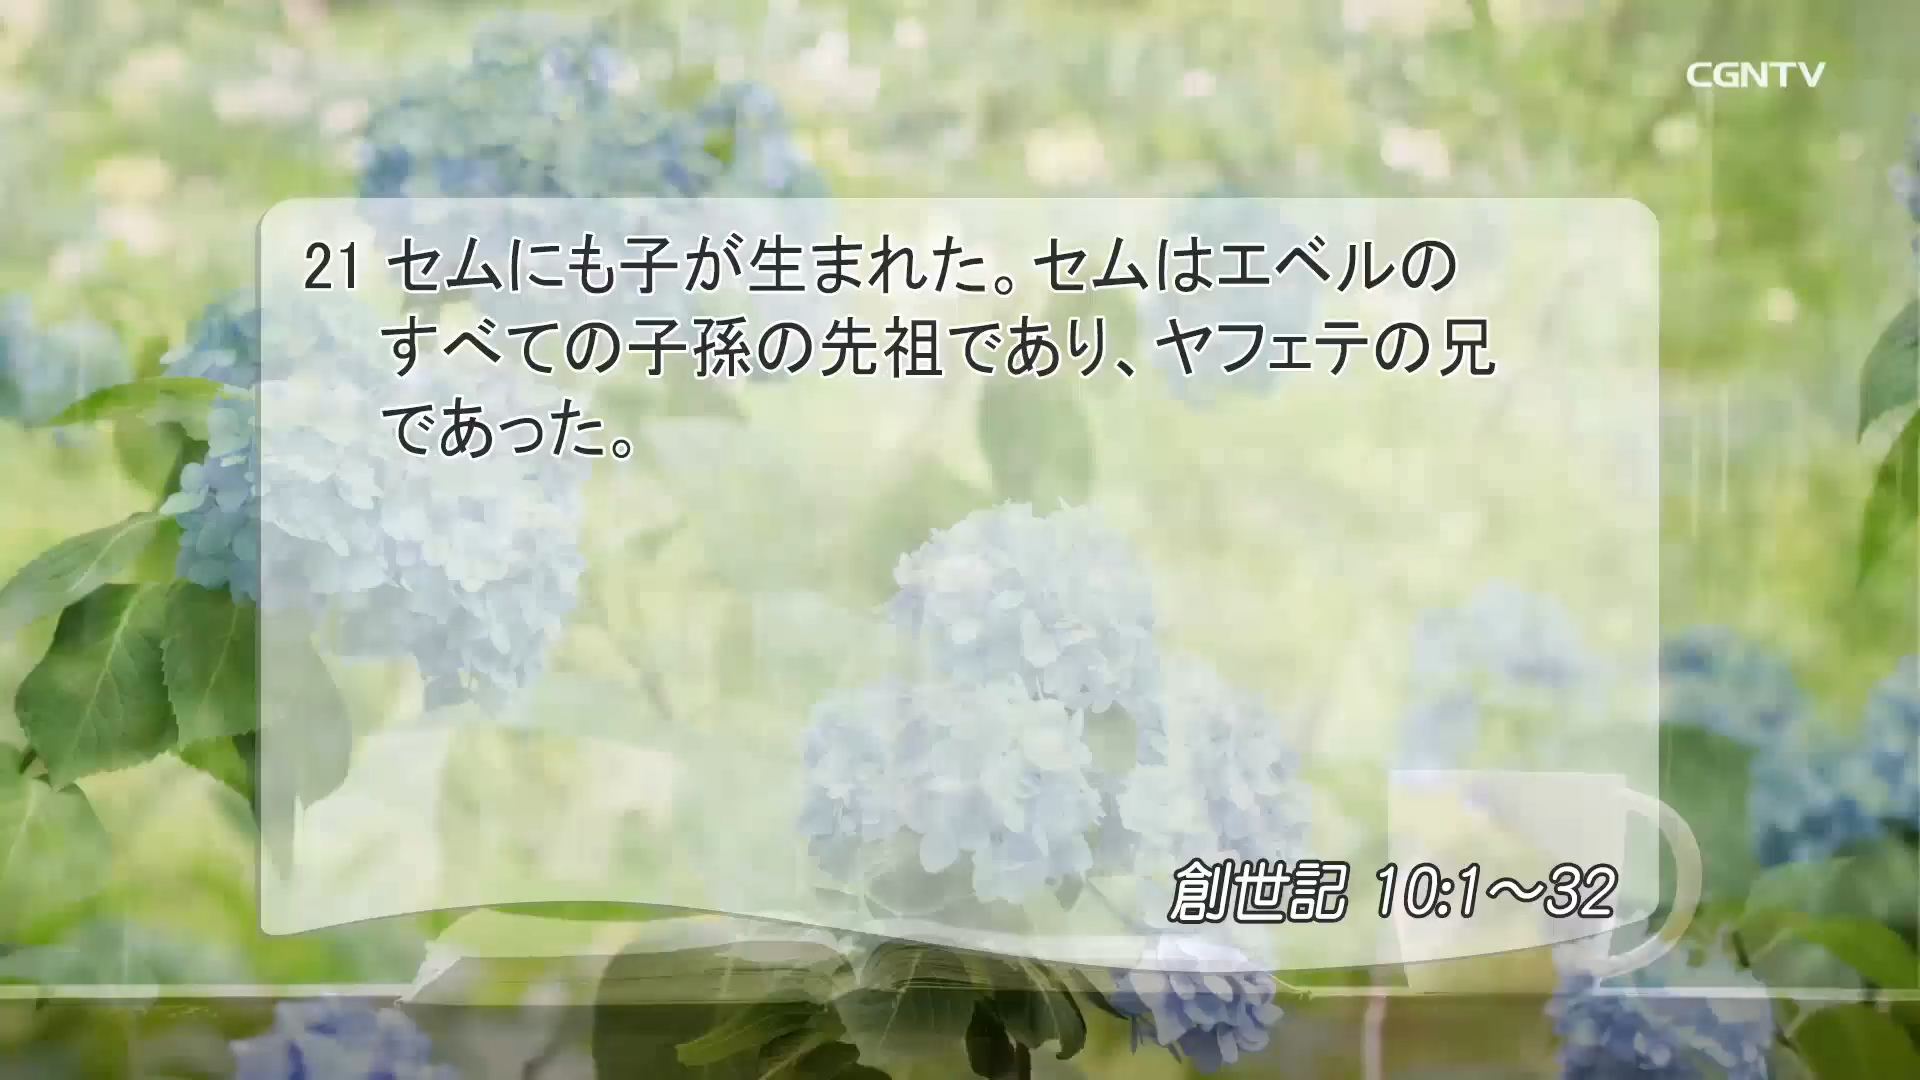 CGNTV
21 セムにも子が生まれた。セムはエベルの
すべての子孫の先祖であり、ヤフェテの兄
であった。
創世記 10:1～32